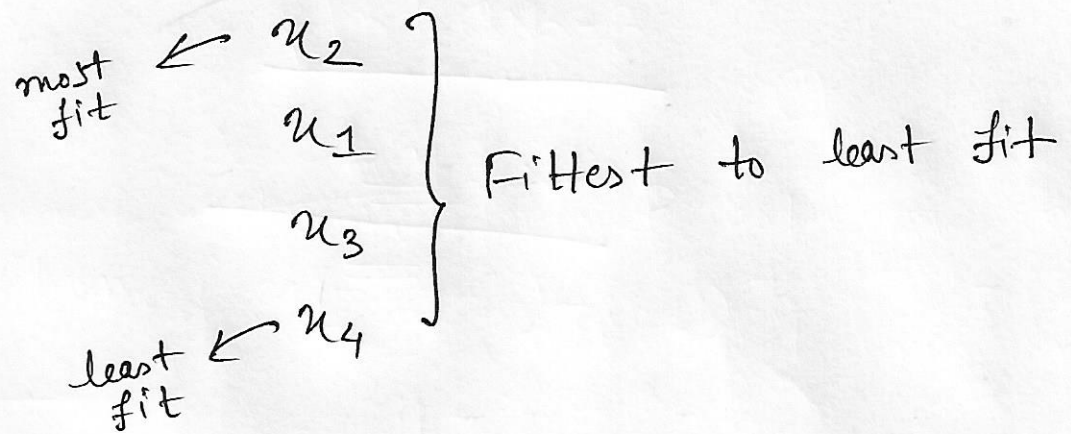 most fit ← x₂
x₁
x₃
least fit ← x₄
Fittest to least fit